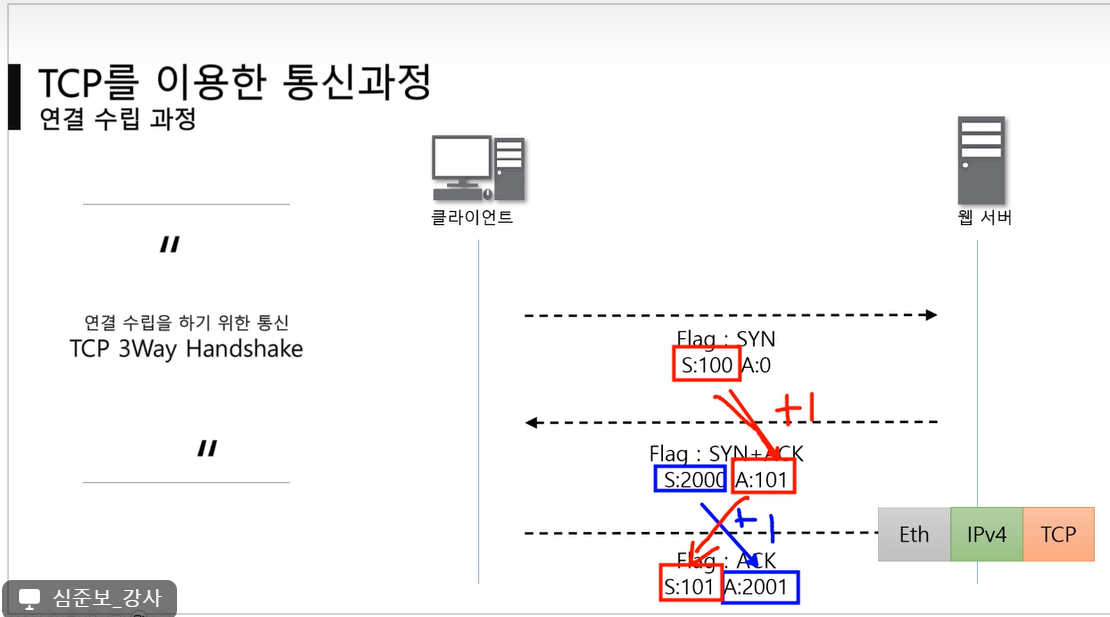 TCP를 이용한 통신과정
연결 수립 과정
클라이언트
웹 서버
"
연결 수립을 하기 위한 통신
TCP 3Way Handshake
"
Flag : SYN
S:100 A:0
+1
Flag : SYN+ACK
S:2000 A:101
+1
Eth IPv4 TCP
Flag : ACK
S:101 A:2001
심준보_강사